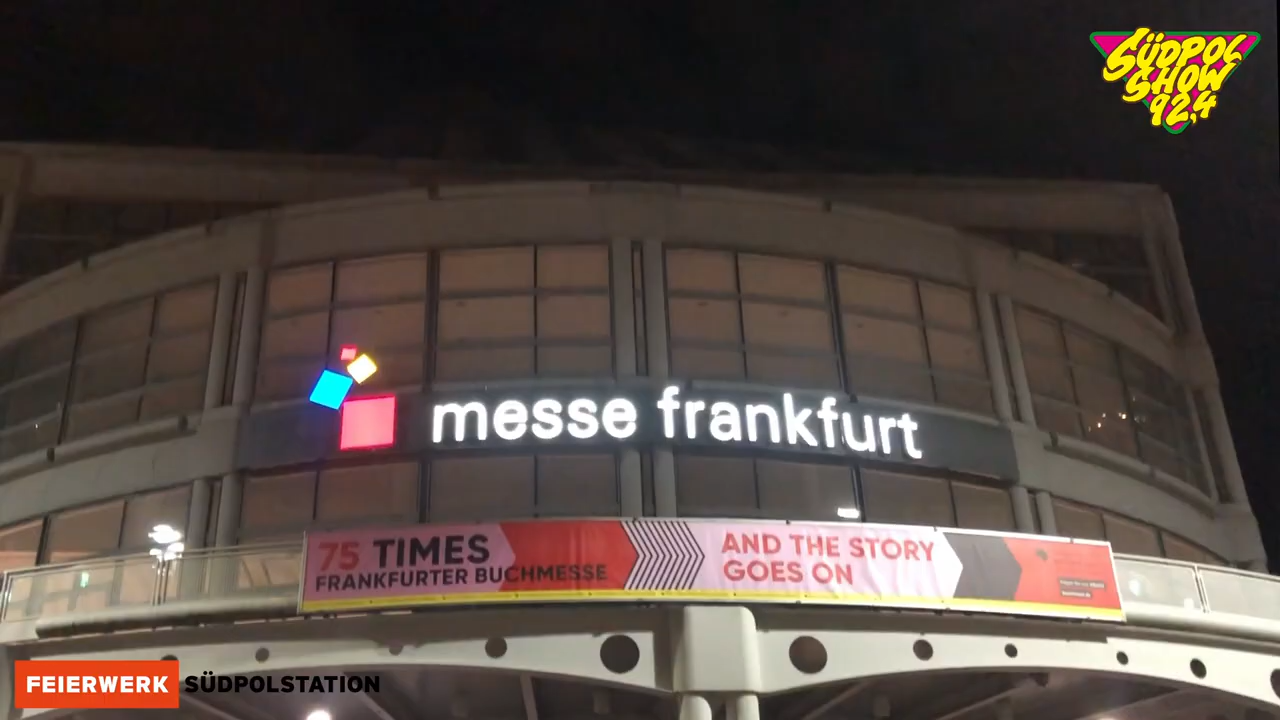 SÜDPOL
SHOW
92,4
messe frankfurt
75 TIMES
FRANKFURTER BUCHMESSE
AND THE STORY
GOES ON
FEIERWERK SÜDPOLSTATION